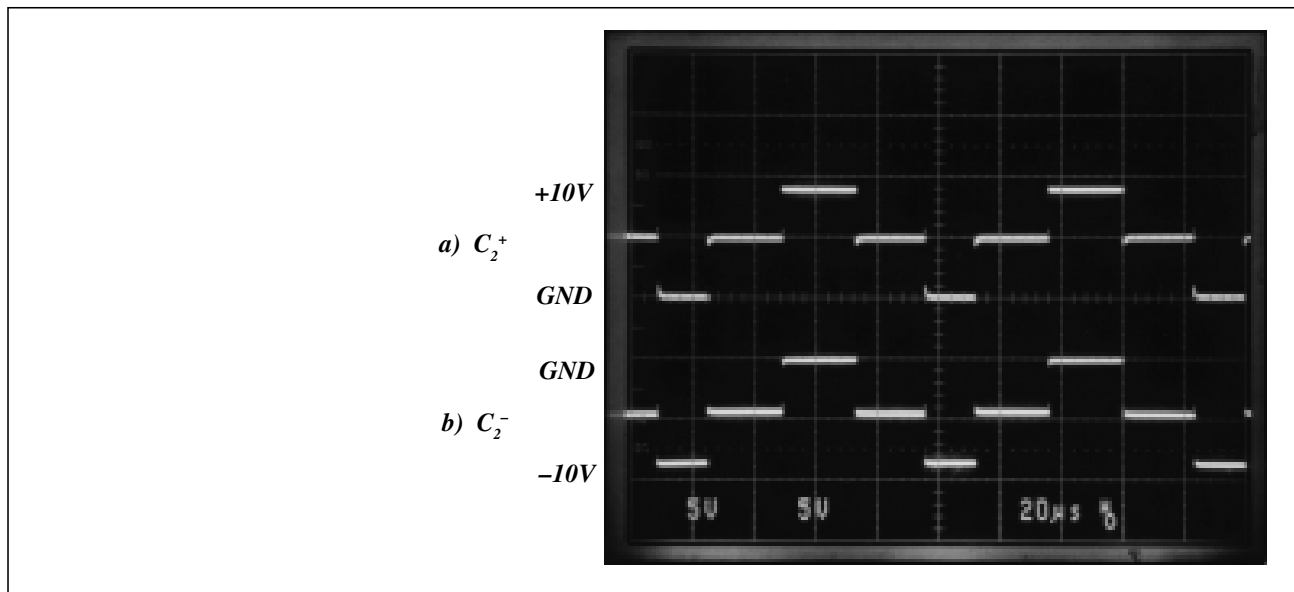 +10V
a) C₂⁺
GND
GND
b) C₂⁻
−10V
5V 5V 20µs